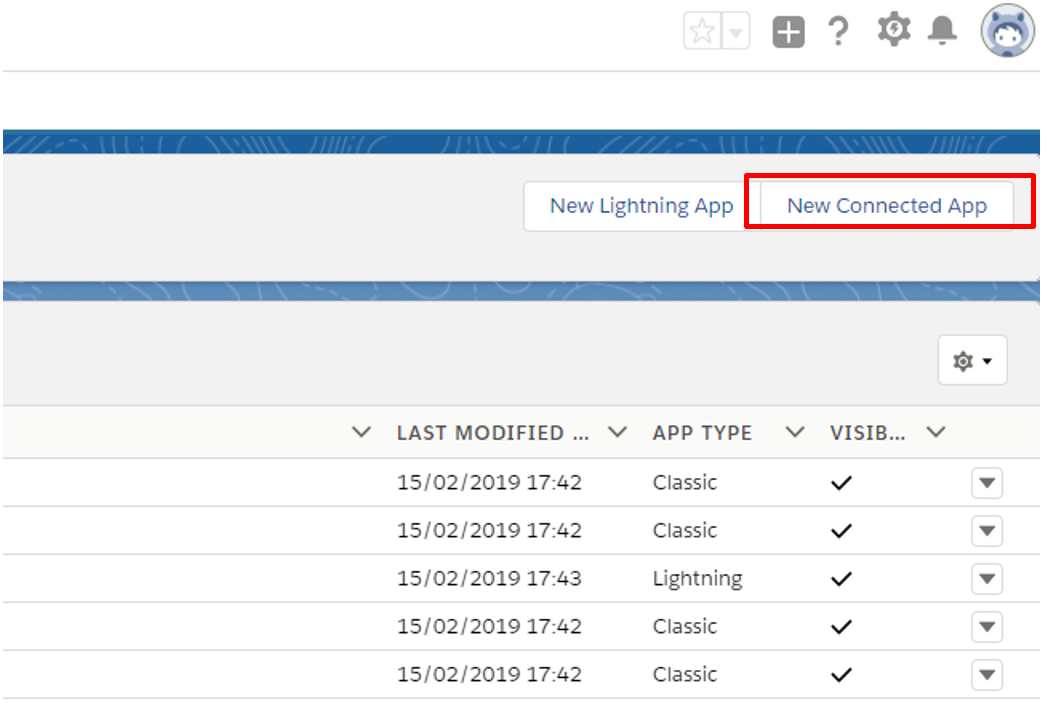 New Lightning App New Connected App
LAST MODIFIED ... APP TYPE VISIB...
15/02/2019 17:42 Classic
15/02/2019 17:42 Classic
15/02/2019 17:43 Lightning
15/02/2019 17:42 Classic
15/02/2019 17:42 Classic